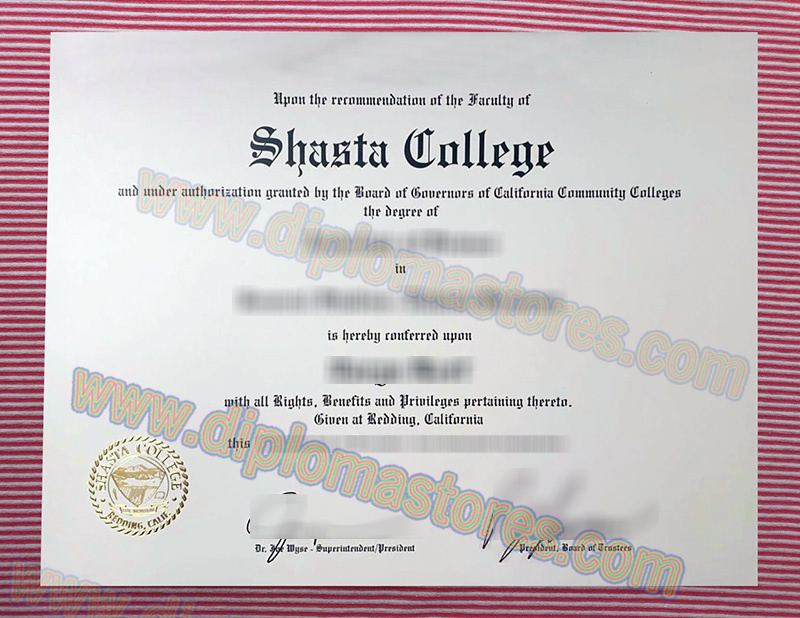 Upon the recommendation of the Faculty of
Shasta College
and under authorization granted by the Board of Governors of California Community Colleges
the degree of
in
is hereby conferred upon
with all Rights, Benefits and Privileges pertaining thereto.
Given at Redding, California
this
SHASTA COLLEGE
REDDING, CALIF.
Dr. Joe Wyse - Superintendent/President
President, Board of Trustees
www.diplomastores.com
www.diplomastores.com